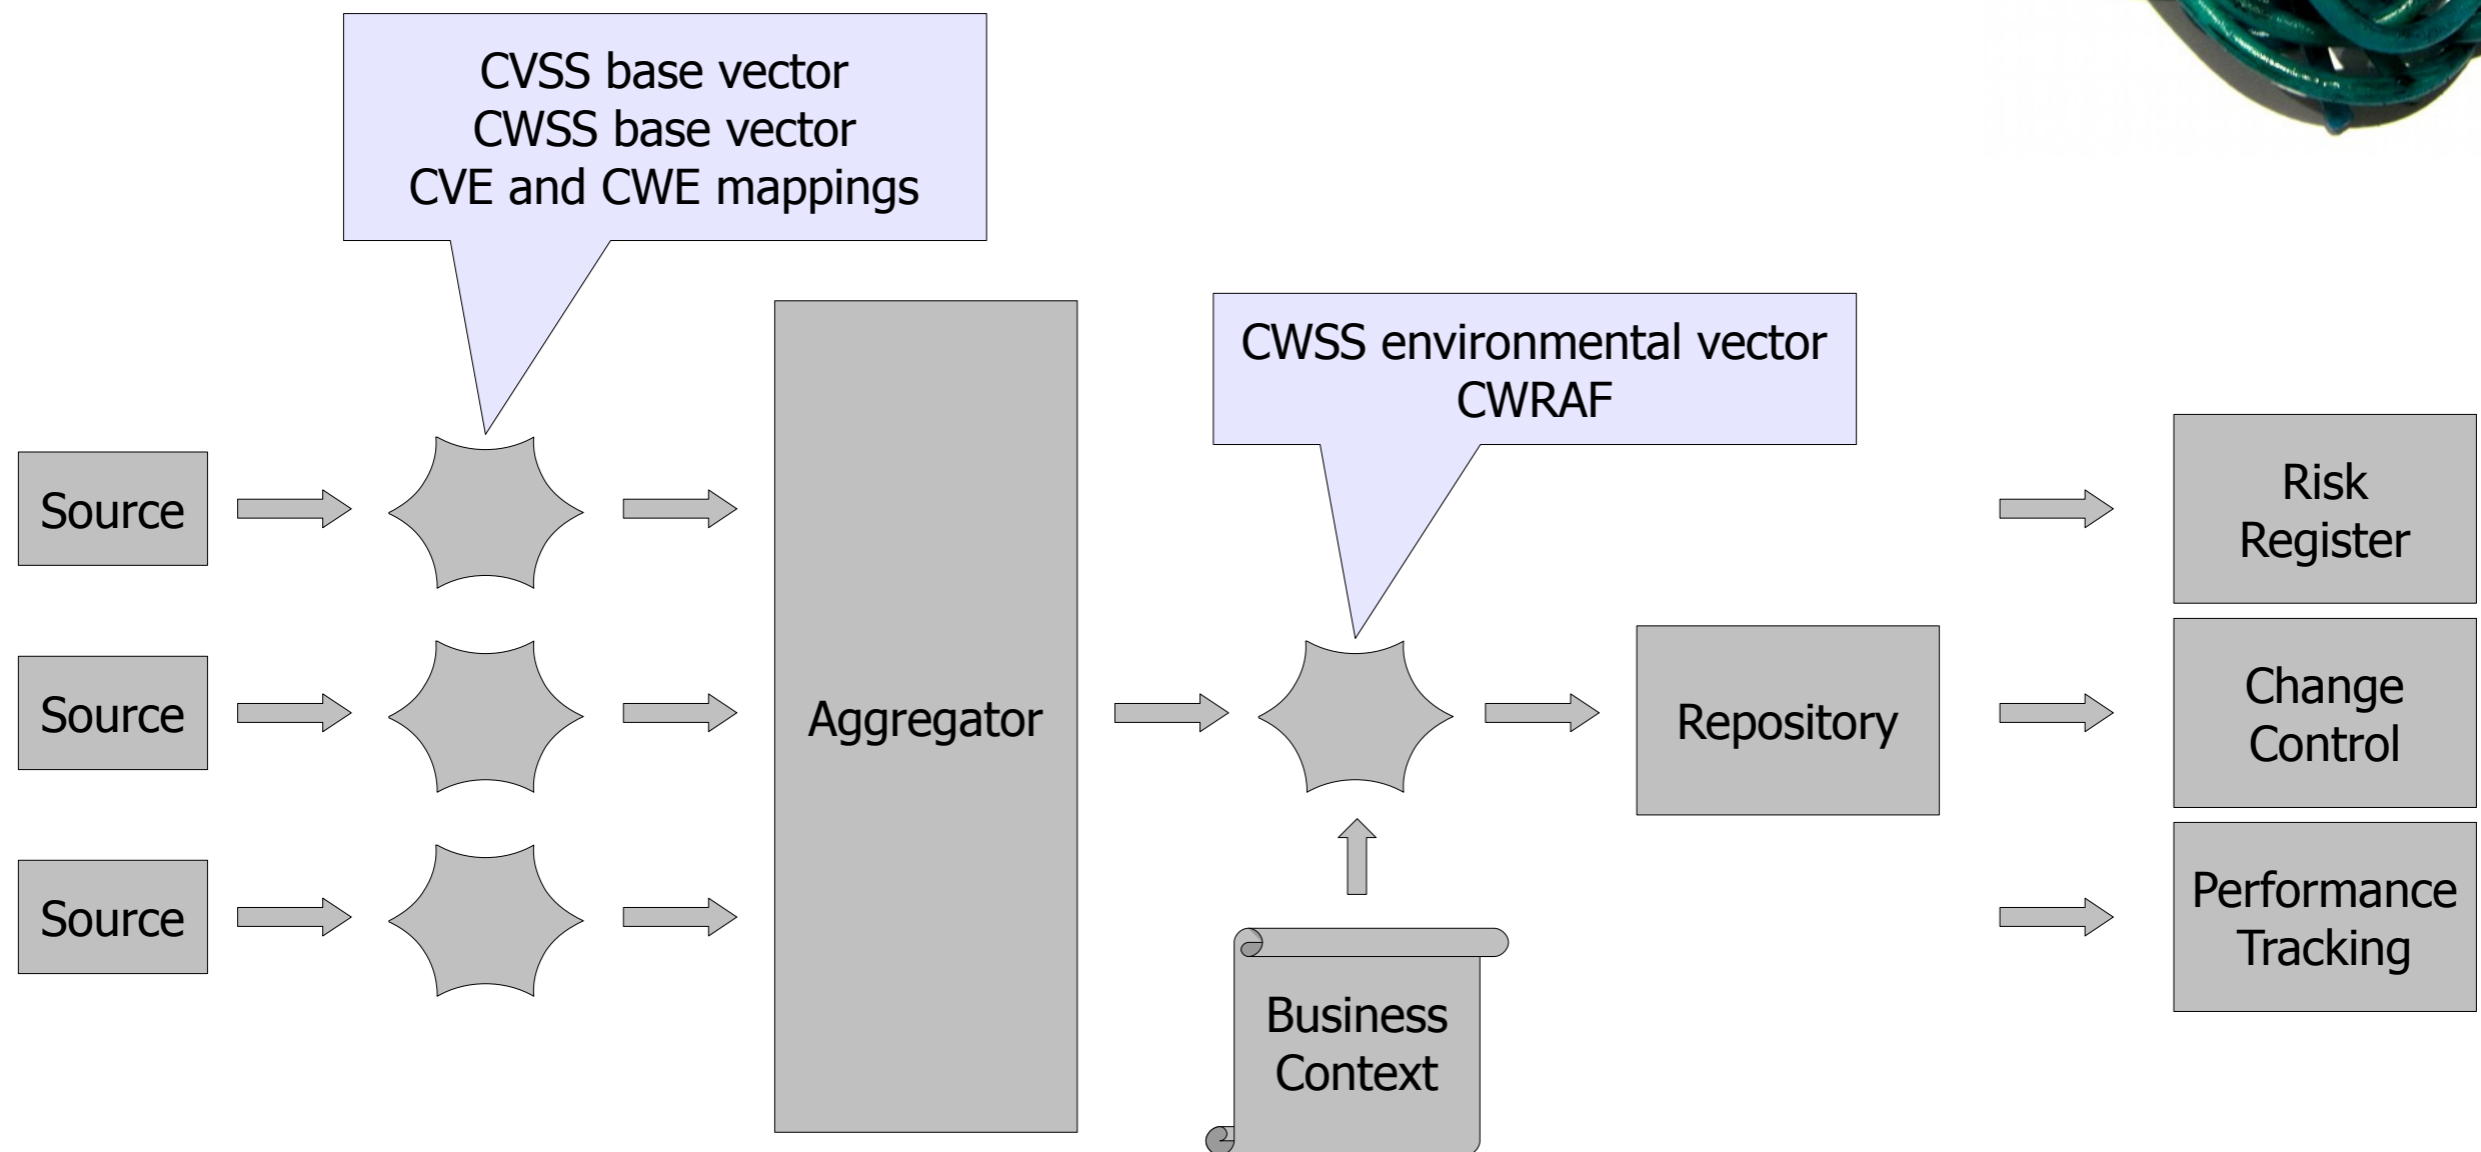 CVSS base vector
CWSS base vector
CVE and CWE mappings
CWSS environmental vector
CWRAF
Source
Source
Source
Aggregator
Repository
Business
Context
Risk
Register
Change
Control
Performance
Tracking